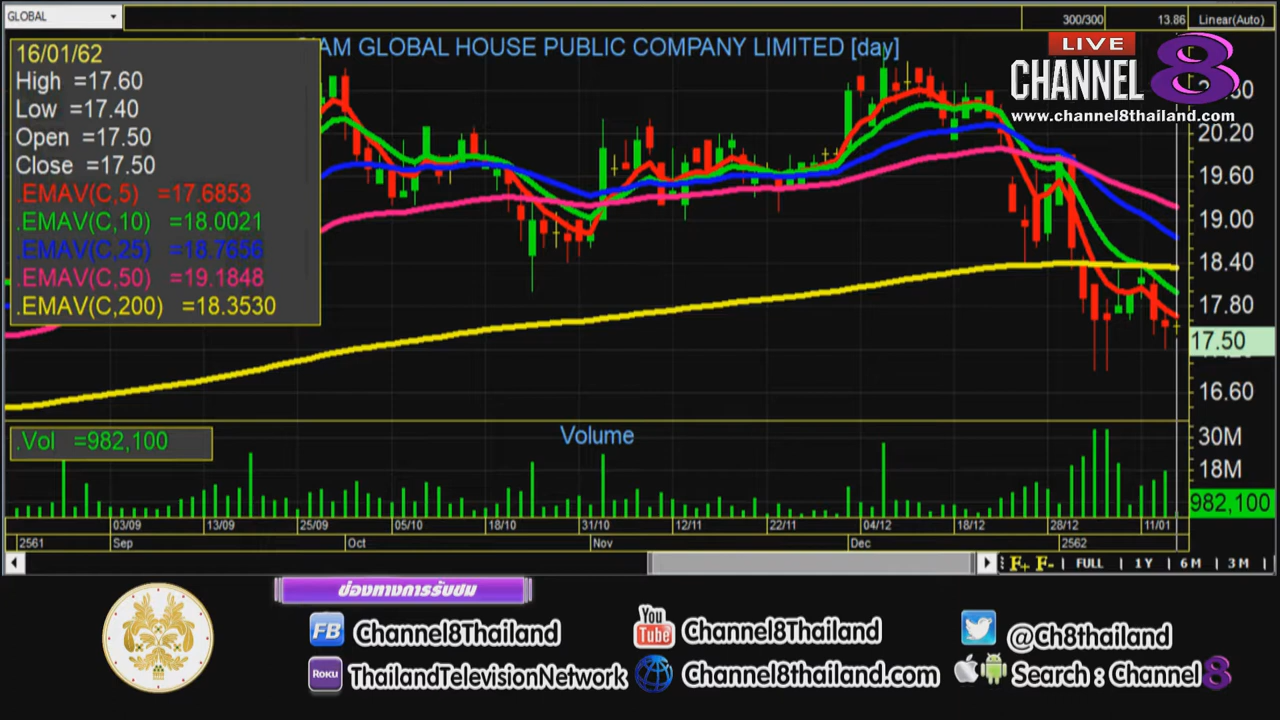 GLOBAL
300/300
13.86
Linear(Auto)
SIAM GLOBAL HOUSE PUBLIC COMPANY LIMITED [day]
LIVE
CHANNEL 8
www.channel8thailand.com
16/01/62
High =17.60
Low =17.40
Open =17.50
Close =17.50
.EMAV(C,5) =17.6853
.EMAV(C,10) =18.0021
.EMAV(C,25) =18.7656
.EMAV(C,50) =19.1848
.EMAV(C,200) =18.3530
20.20
19.60
19.00
18.40
17.80
17.50
16.60
.Vol =982,100
Volume
30M
18M
982,100
03/09 13/09 25/09 05/10 18/10 31/10 12/11 22/11 04/12 18/12 28/12 11/01
2561 Sep Oct Nov Dec 2562
F+ F- | FULL | 1Y | 6M | 3M |
ช่องทางการรับชม
FB Channel8Thailand
You Tube Channel8Thailand
@Ch8thailand
ROKU ThailandTelevisionNetwork
Channel8thailand.com
Search : Channel 8